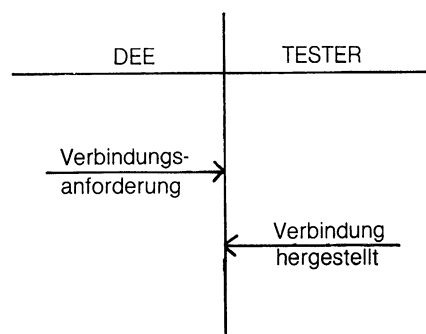 DEE
TESTER
Verbindungs-
anforderung
Verbindung
hergestellt